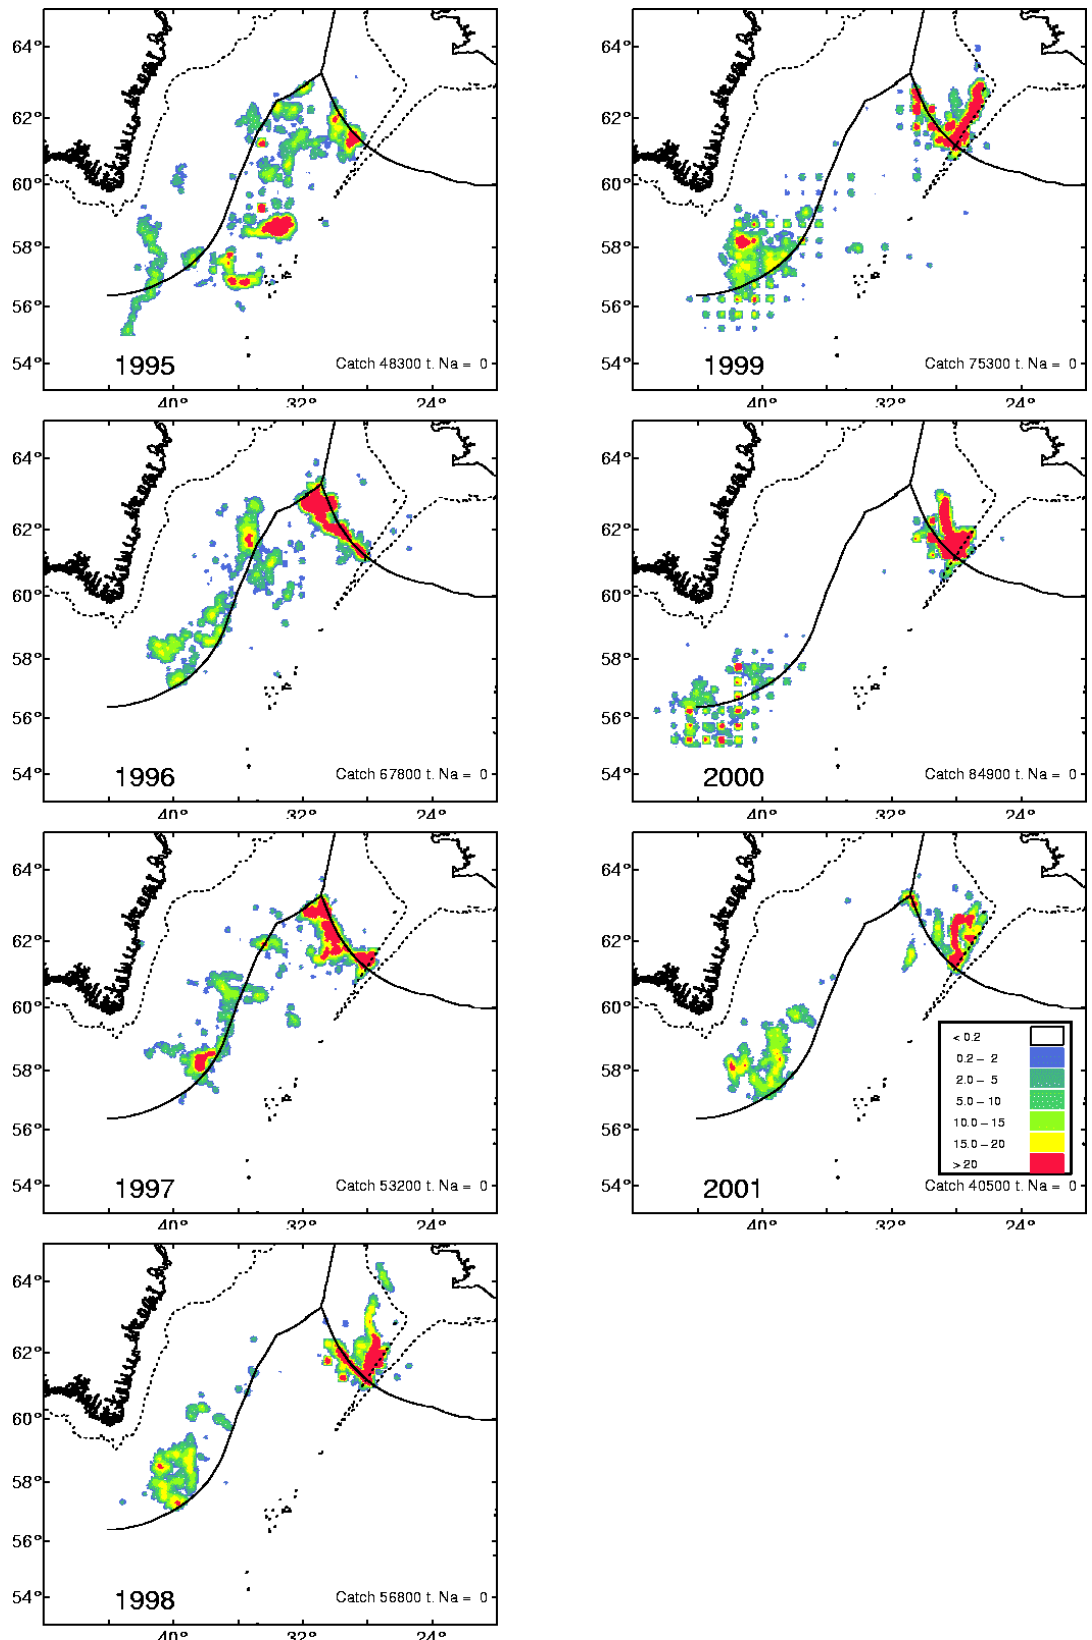 64°
62°
60°
58°
56°
54°
1995
Catch 48300 t. Na = 0
40° 32° 24°
64°
62°
60°
58°
56°
54°
1999
Catch 75300 t. Na = 0
40° 32° 24°
64°
62°
60°
58°
56°
54°
1996
Catch 67800 t. Na = 0
40° 32° 24°
64°
62°
60°
58°
56°
54°
2000
Catch 84900 t. Na = 0
40° 32° 24°
64°
62°
60°
58°
56°
54°
1997
Catch 53200 t. Na = 0
40° 32° 24°
64°
62°
60°
58°
56°
54°
< 0.2
0.2 – 2
2.0 – 5
5.0 – 10
10.0 – 15
15.0 – 20
> 20
2001
Catch 40500 t. Na = 0
40° 32° 24°
64°
62°
60°
58°
56°
54°
1998
Catch 56800 t. Na = 0
40° 32° 24°